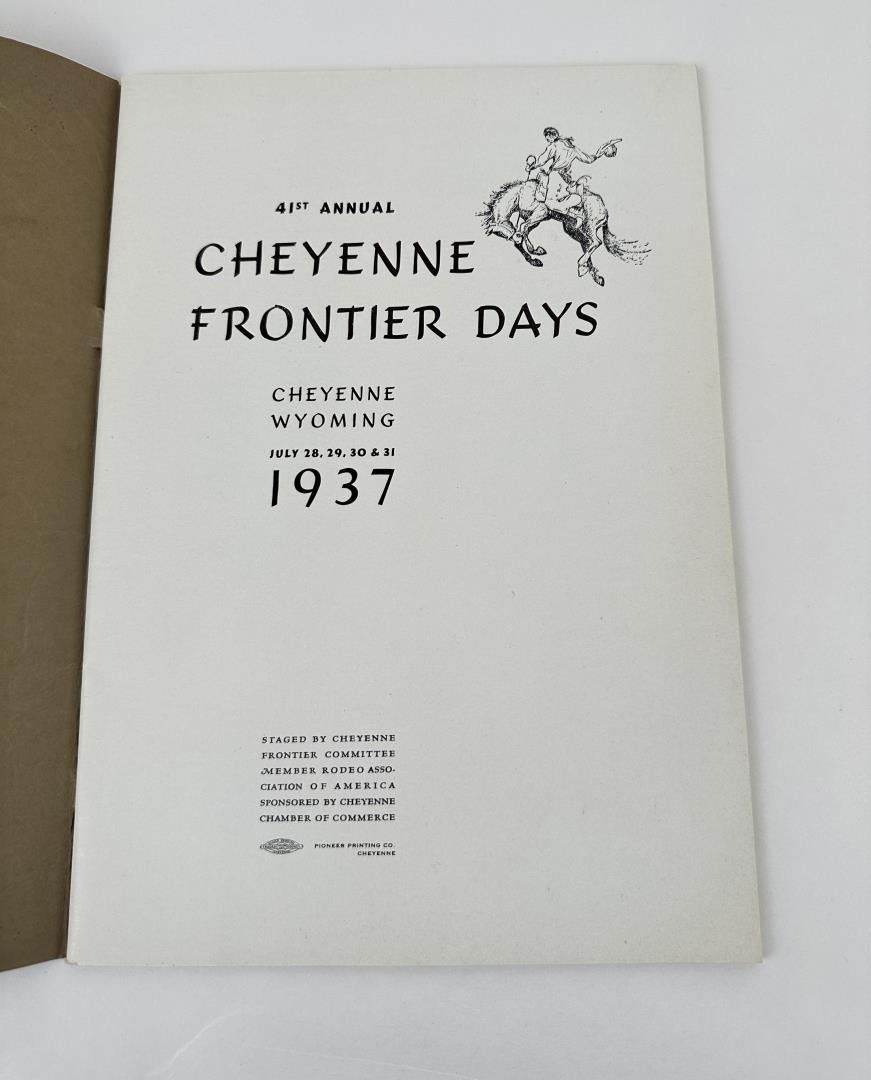 41ST ANNUAL
CHEYENNE
FRONTIER DAYS
CHEYENNE
WYOMING
JULY 28, 29, 30 & 31
1937
STAGED BY CHEYENNE
FRONTIER COMMITTEE
MEMBER RODEO ASSO-
CIATION OF AMERICA
SPONSORED BY CHEYENNE
CHAMBER OF COMMERCE
PIONEER PRINTING CO.
CHEYENNE